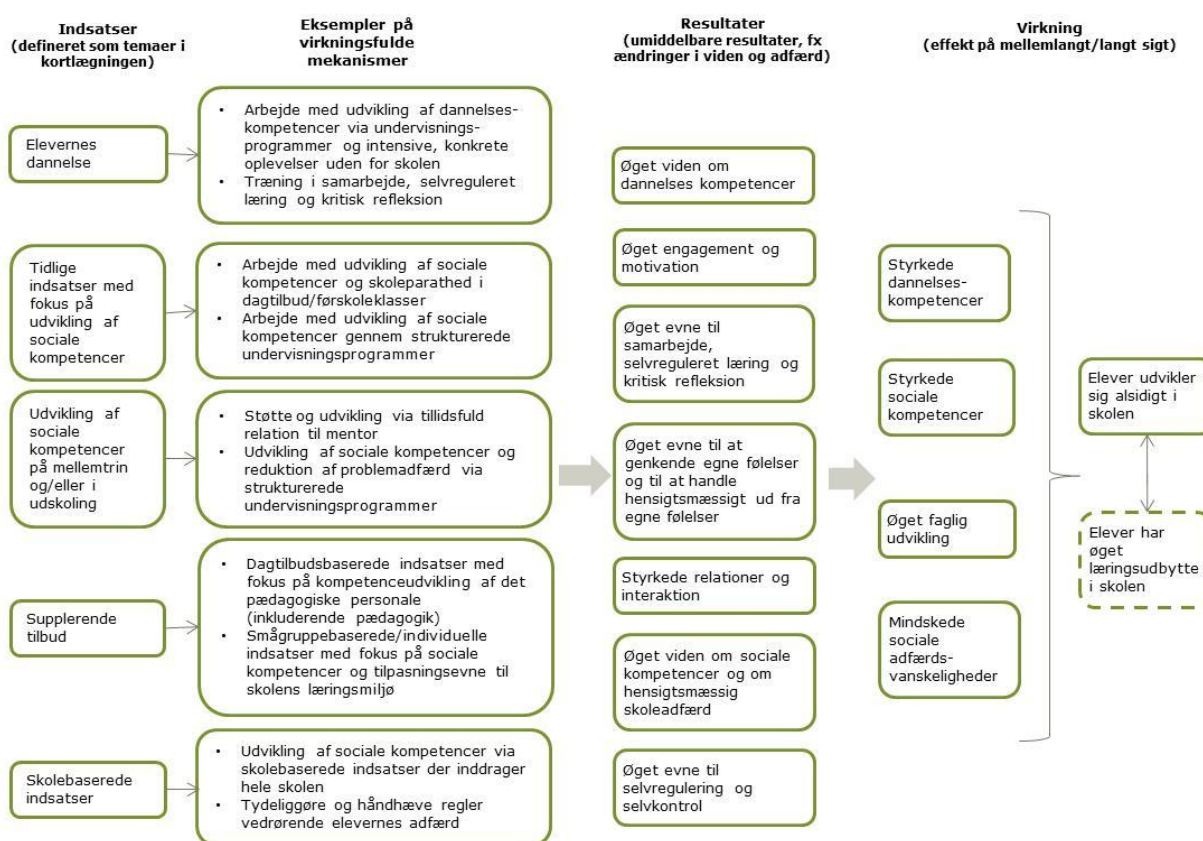 Indsatser
(defineret som temaer i
kortlægningen)
Eksempler på
virkningsfulde
mekanismer
Resultater
(umiddelbare resultater, fx
ændringer i viden og adfærd)
Virkning
(effekt på mellemlangt/langt sigt)
Elevernes
dannelse
• Arbejde med udvikling af dannelses-
kompetencer via undervisnings-
programmer og intensive, konkrete
oplevelser uden for skolen
• Træning i samarbejde, selvreguleret
læring og kritisk refleksion
Tidlige
indsatser med
fokus på
udvikling af
sociale
kompetencer
• Arbejde med udvikling af sociale
kompetencer og skoleparathed i
dagtilbud/førskoleklasser
• Arbejde med udvikling af sociale
kompetencer gennem strukturerede
undervisningsprogrammer
Udvikling af
sociale
kompetencer
på mellemtrin
og/eller i
udskoling
• Støtte og udvikling via tillidsfuld
relation til mentor
• Udvikling af sociale kompetencer og
reduktion af problemadfærd via
strukturerede
undervisningsprogrammer
Supplerende
tilbud
• Dagtilbudsbaserede indsatser med
fokus på kompetenceudvikling af det
pædagogiske personale
(inkluderende pædagogik)
• Smågruppebaserede/individuelle
indsatser med fokus på sociale
kompetencer og tilpasningsevne til
skolens læringsmiljø
Skolebaserede
indsatser
• Udvikling af sociale kompetencer via
skolebaserede indsatser der inddrager
hele skolen
• Tydeliggøre og håndhæve regler
vedrørende elevernes adfærd
Øget viden om
dannelses kompetencer
Øget engagement og
motivation
Øget evne til
samarbejde,
selvreguleret læring og
kritisk refleksion
Øget evne til at
genkende egne følelser
og til at handle
hensigtsmæssigt ud fra
egne følelser
Styrkede relationer og
interaktion
Øget viden om sociale
kompetencer og om
hensigtsmæssig
skoleadfærd
Øget evne til
selvregulering og
selvkontrol
Styrkede
dannelses-
kompetencer
Styrkede
sociale
kompetencer
Øget faglig
udvikling
Mindskede
sociale
adfærds-
vanskeligheder
Elever udvikler
sig alsidigt i
skolen
Elever har
øget
læringsudbytte
i skolen